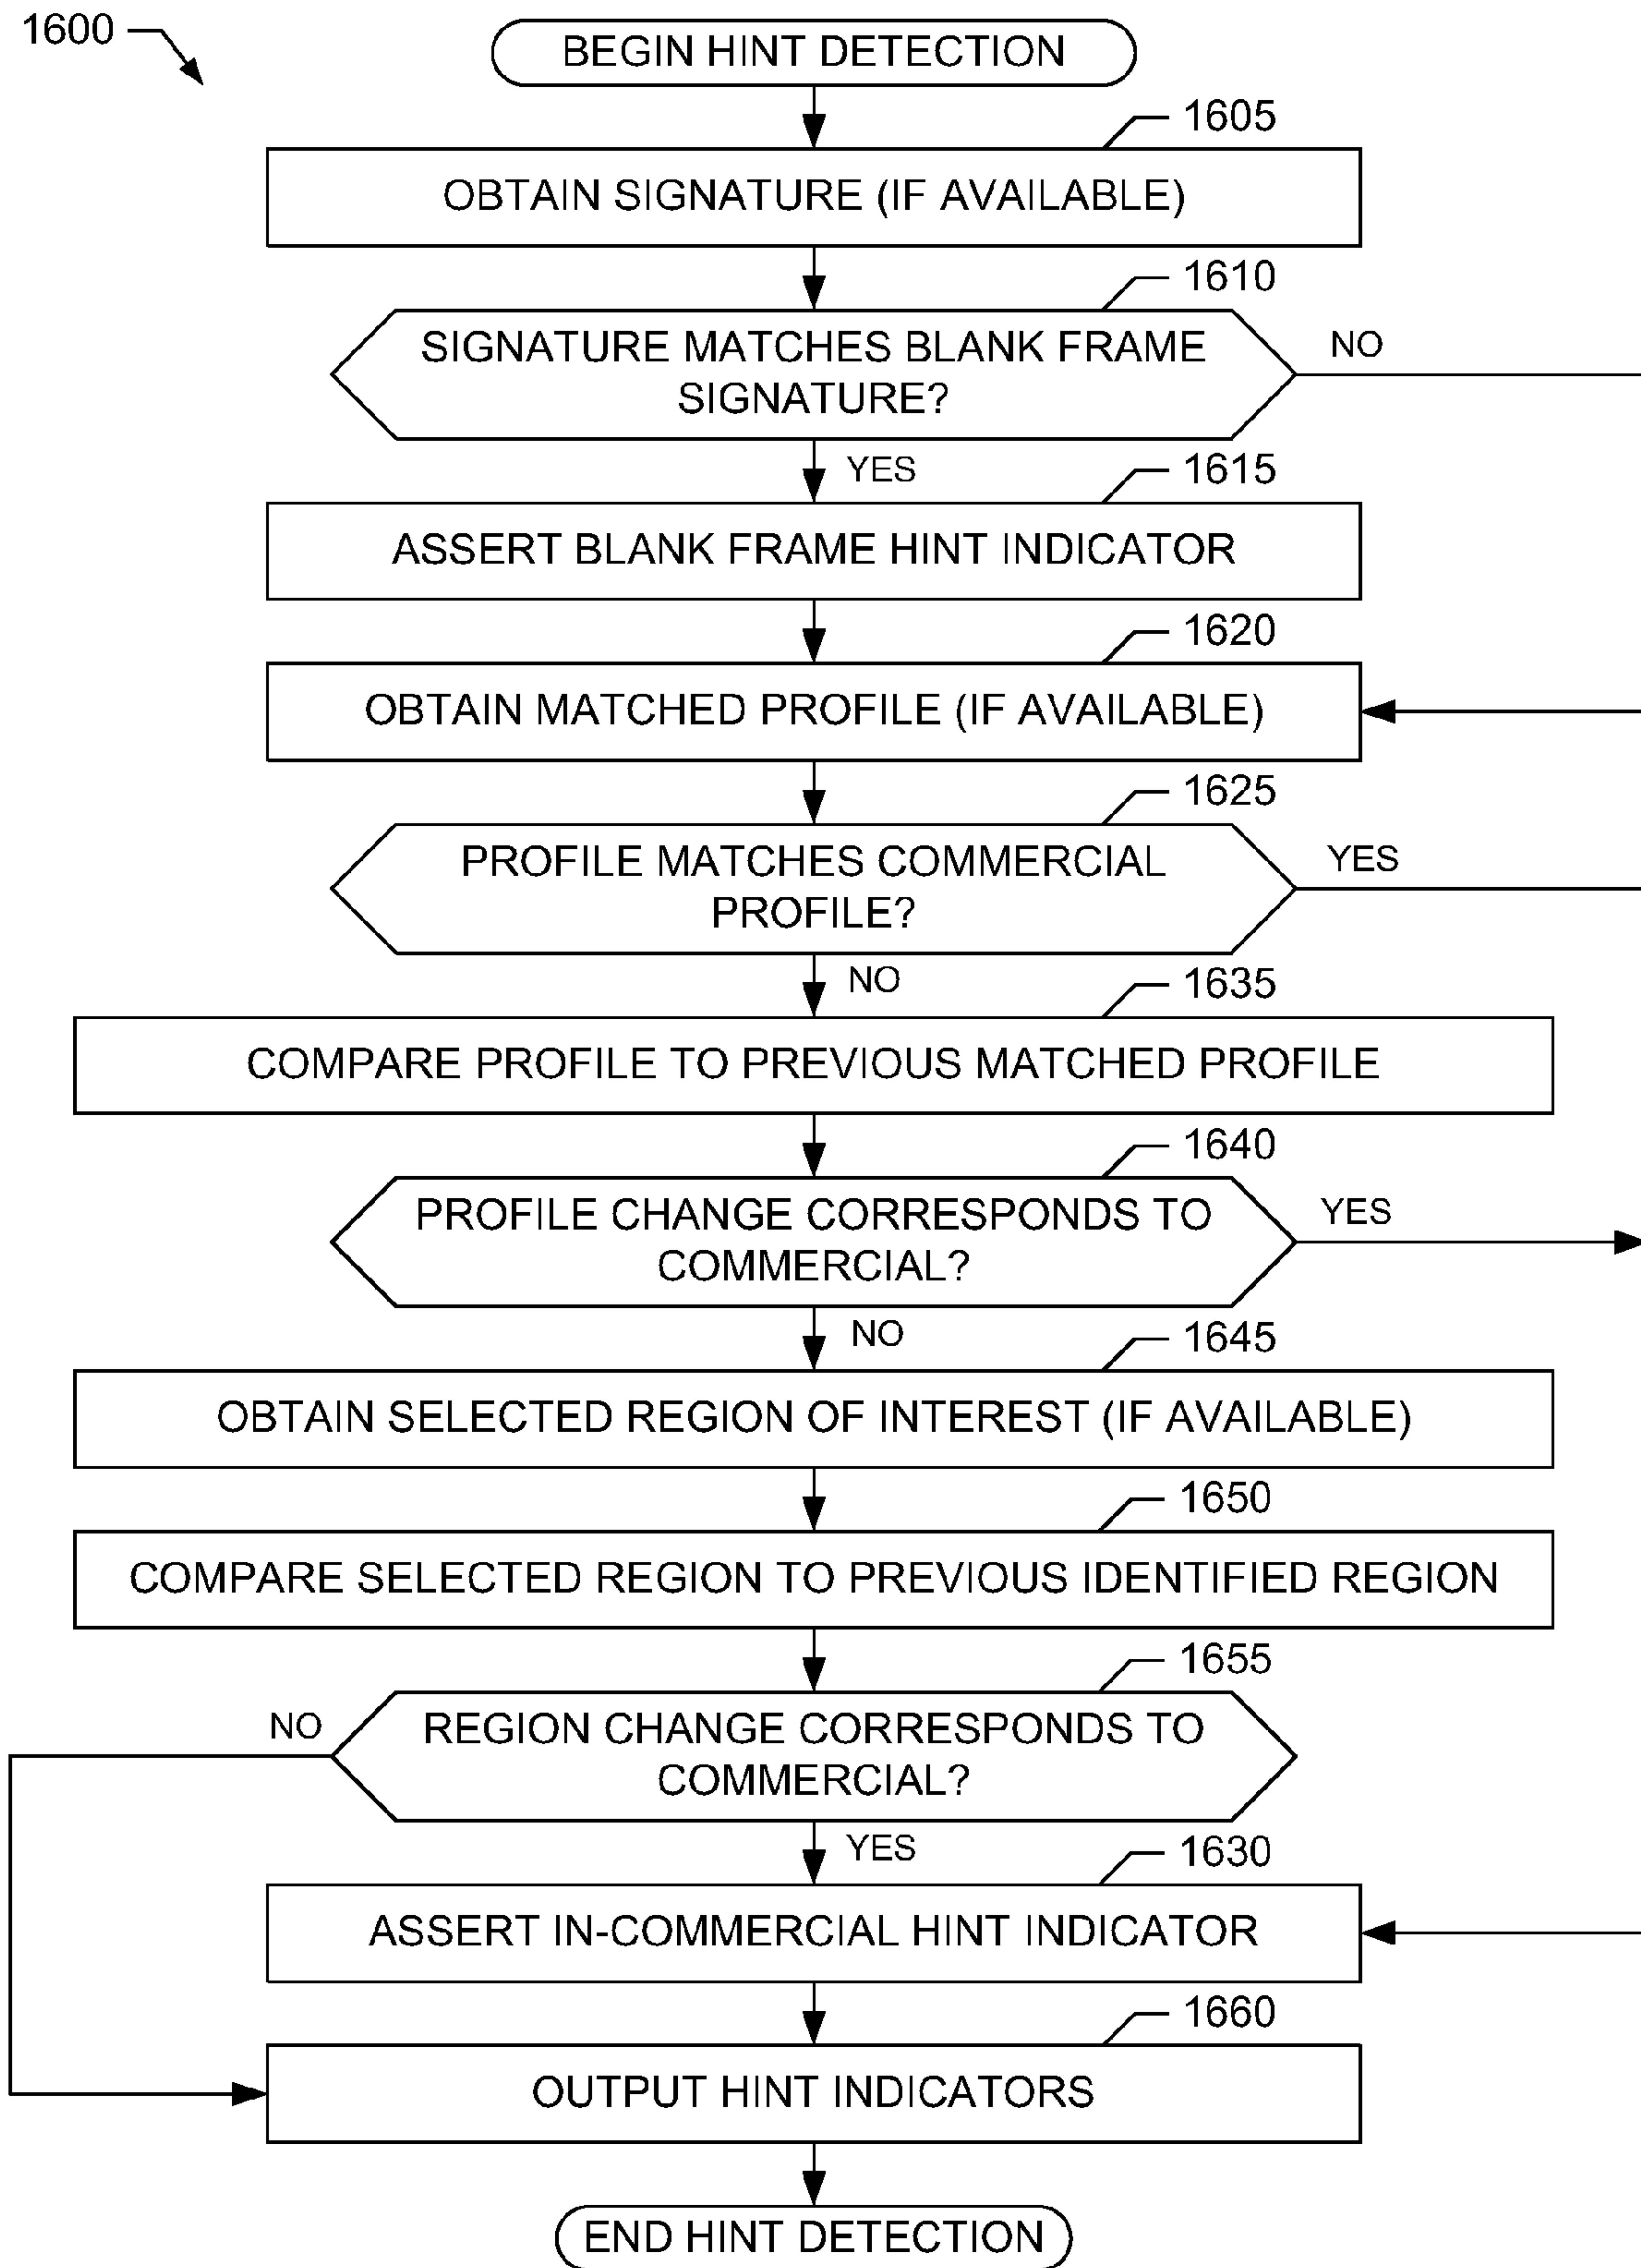 1600
BEGIN HINT DETECTION
1605
OBTAIN SIGNATURE (IF AVAILABLE)
1610
SIGNATURE MATCHES BLANK FRAME
SIGNATURE?
NO
YES
1615
ASSERT BLANK FRAME HINT INDICATOR
1620
OBTAIN MATCHED PROFILE (IF AVAILABLE)
1625
PROFILE MATCHES COMMERCIAL
PROFILE?
YES
NO
1635
COMPARE PROFILE TO PREVIOUS MATCHED PROFILE
1640
PROFILE CHANGE CORRESPONDS TO
COMMERCIAL?
YES
NO
1645
OBTAIN SELECTED REGION OF INTEREST (IF AVAILABLE)
1650
COMPARE SELECTED REGION TO PREVIOUS IDENTIFIED REGION
1655
NO
REGION CHANGE CORRESPONDS TO
COMMERCIAL?
YES
1630
ASSERT IN-COMMERCIAL HINT INDICATOR
1660
OUTPUT HINT INDICATORS
END HINT DETECTION